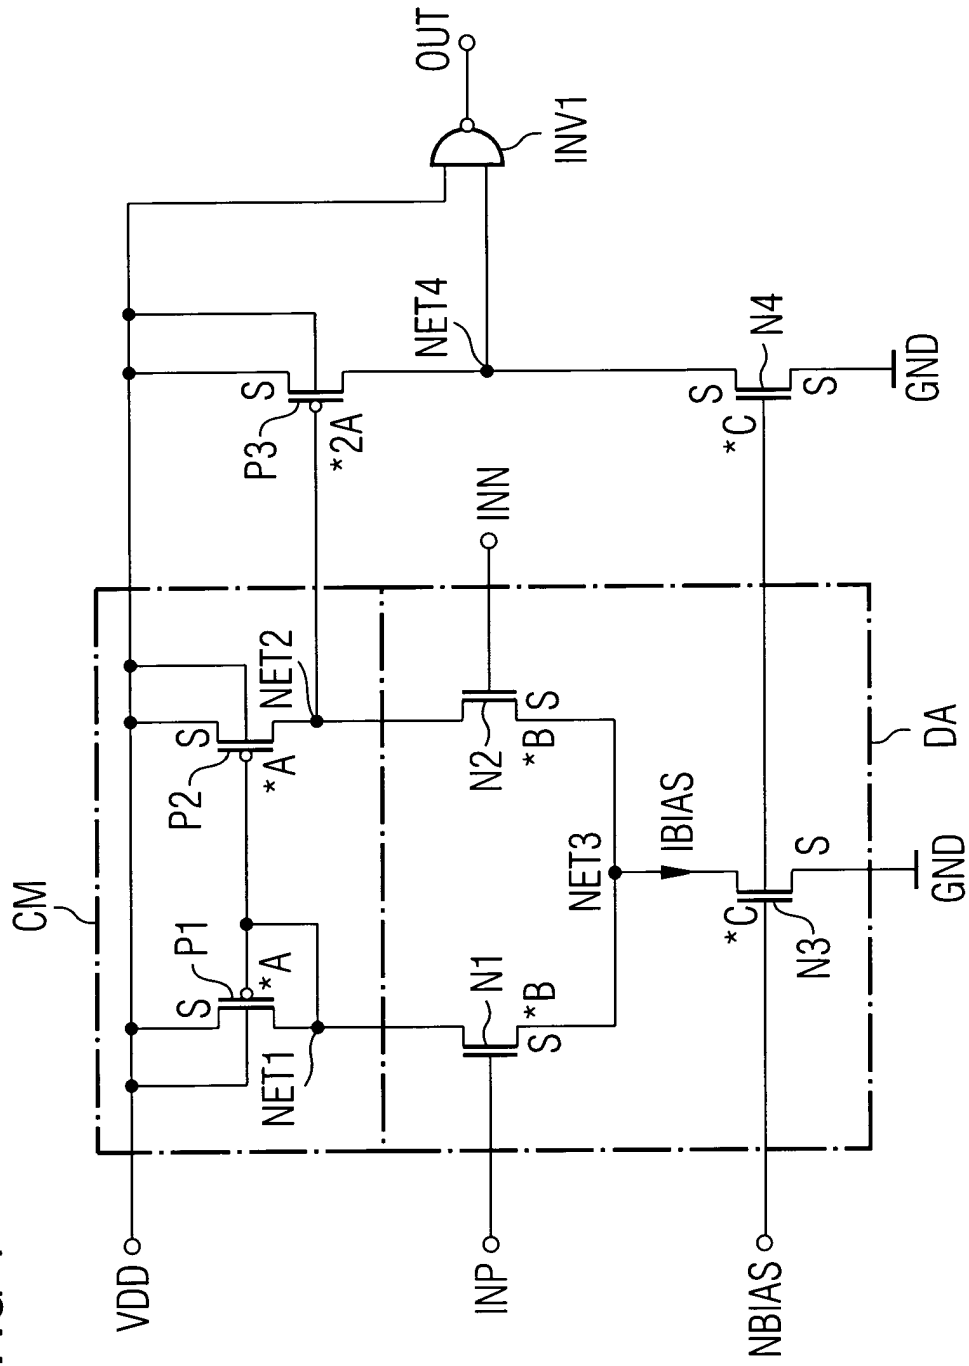 CM
VDD
S
P1
*A
NET1
S
P2
*A
NET2
S
P3
*2A
NET4
OUT
INV1
INP
N1
S
*B
N2
*B
S
INN
NET3
IBIAS
NBIAS
*C
N3
S
GND
DA
S
*C
N4
S
GND